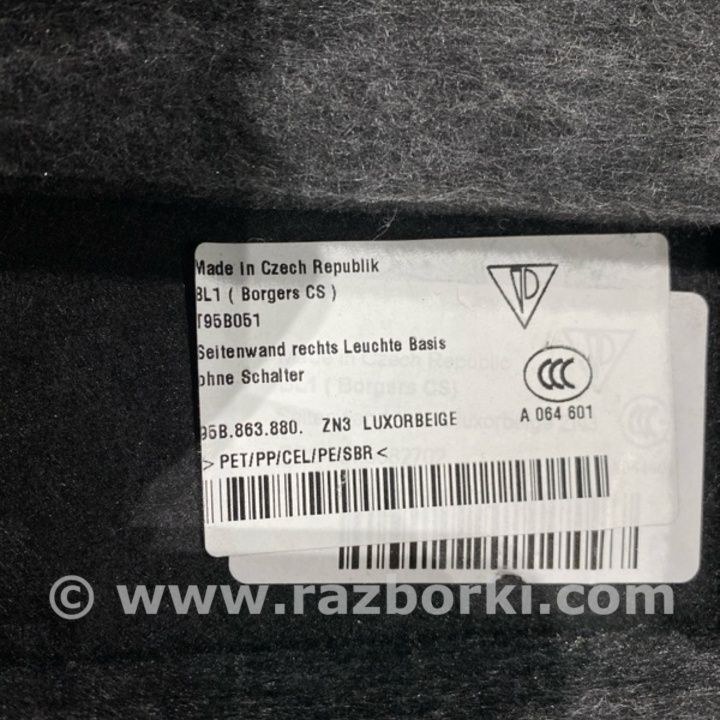 Made In Czech Republik
BL1 ( Borgers CS )
T95B051
Seitenwand rechts Leuchte Basis
ohne Schalter
95B.863.880. ZN3 LUXORBEIGE
> PET/PP/CEL/PE/SBR <
CCC
A 064 601
© www.razborki.com